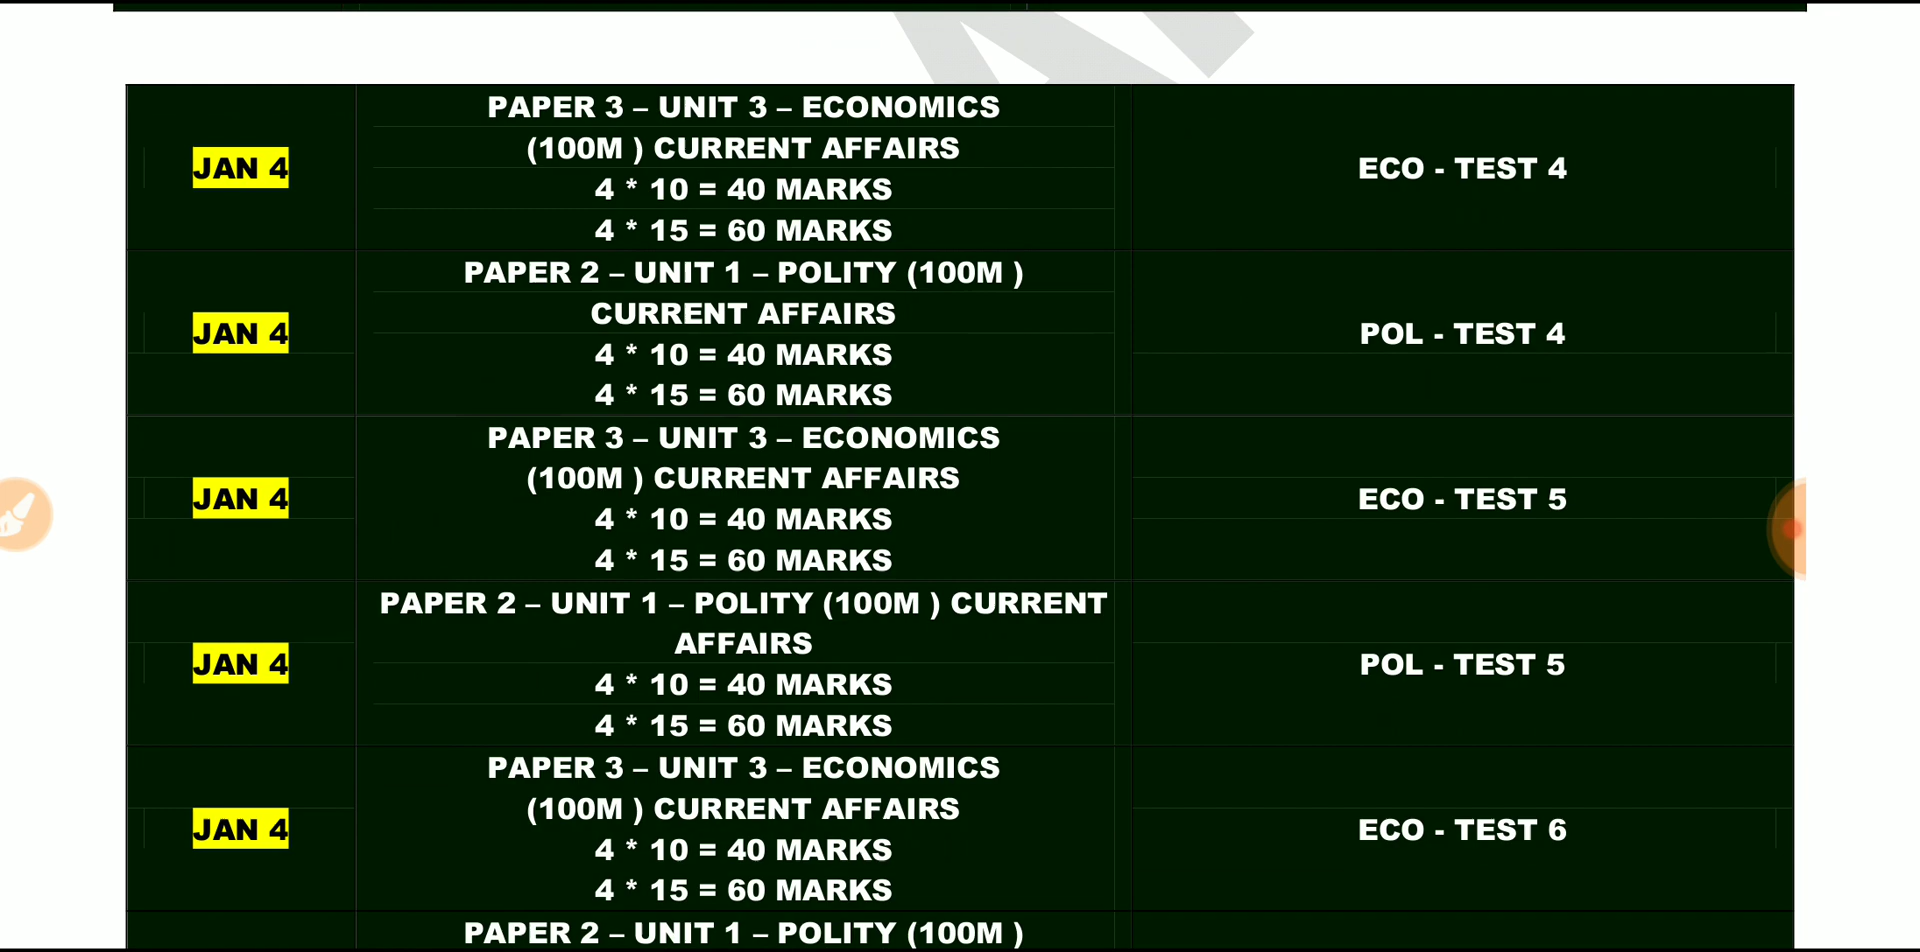 PAPER 3 – UNIT 3 – ECONOMICS
(100M ) CURRENT AFFAIRS
JAN 4
ECO - TEST 4
4 * 10 = 40 MARKS
4 * 15 = 60 MARKS
PAPER 2 – UNIT 1 – POLITY (100M )
CURRENT AFFAIRS
JAN 4
POL - TEST 4
4 * 10 = 40 MARKS
4 * 15 = 60 MARKS
PAPER 3 – UNIT 3 – ECONOMICS
(100M ) CURRENT AFFAIRS
JAN 4
ECO - TEST 5
4 * 10 = 40 MARKS
4 * 15 = 60 MARKS
PAPER 2 – UNIT 1 – POLITY (100M ) CURRENT
AFFAIRS
JAN 4
POL - TEST 5
4 * 10 = 40 MARKS
4 * 15 = 60 MARKS
PAPER 3 – UNIT 3 – ECONOMICS
(100M ) CURRENT AFFAIRS
JAN 4
ECO - TEST 6
4 * 10 = 40 MARKS
4 * 15 = 60 MARKS
PAPER 2 – UNIT 1 – POLITY (100M )